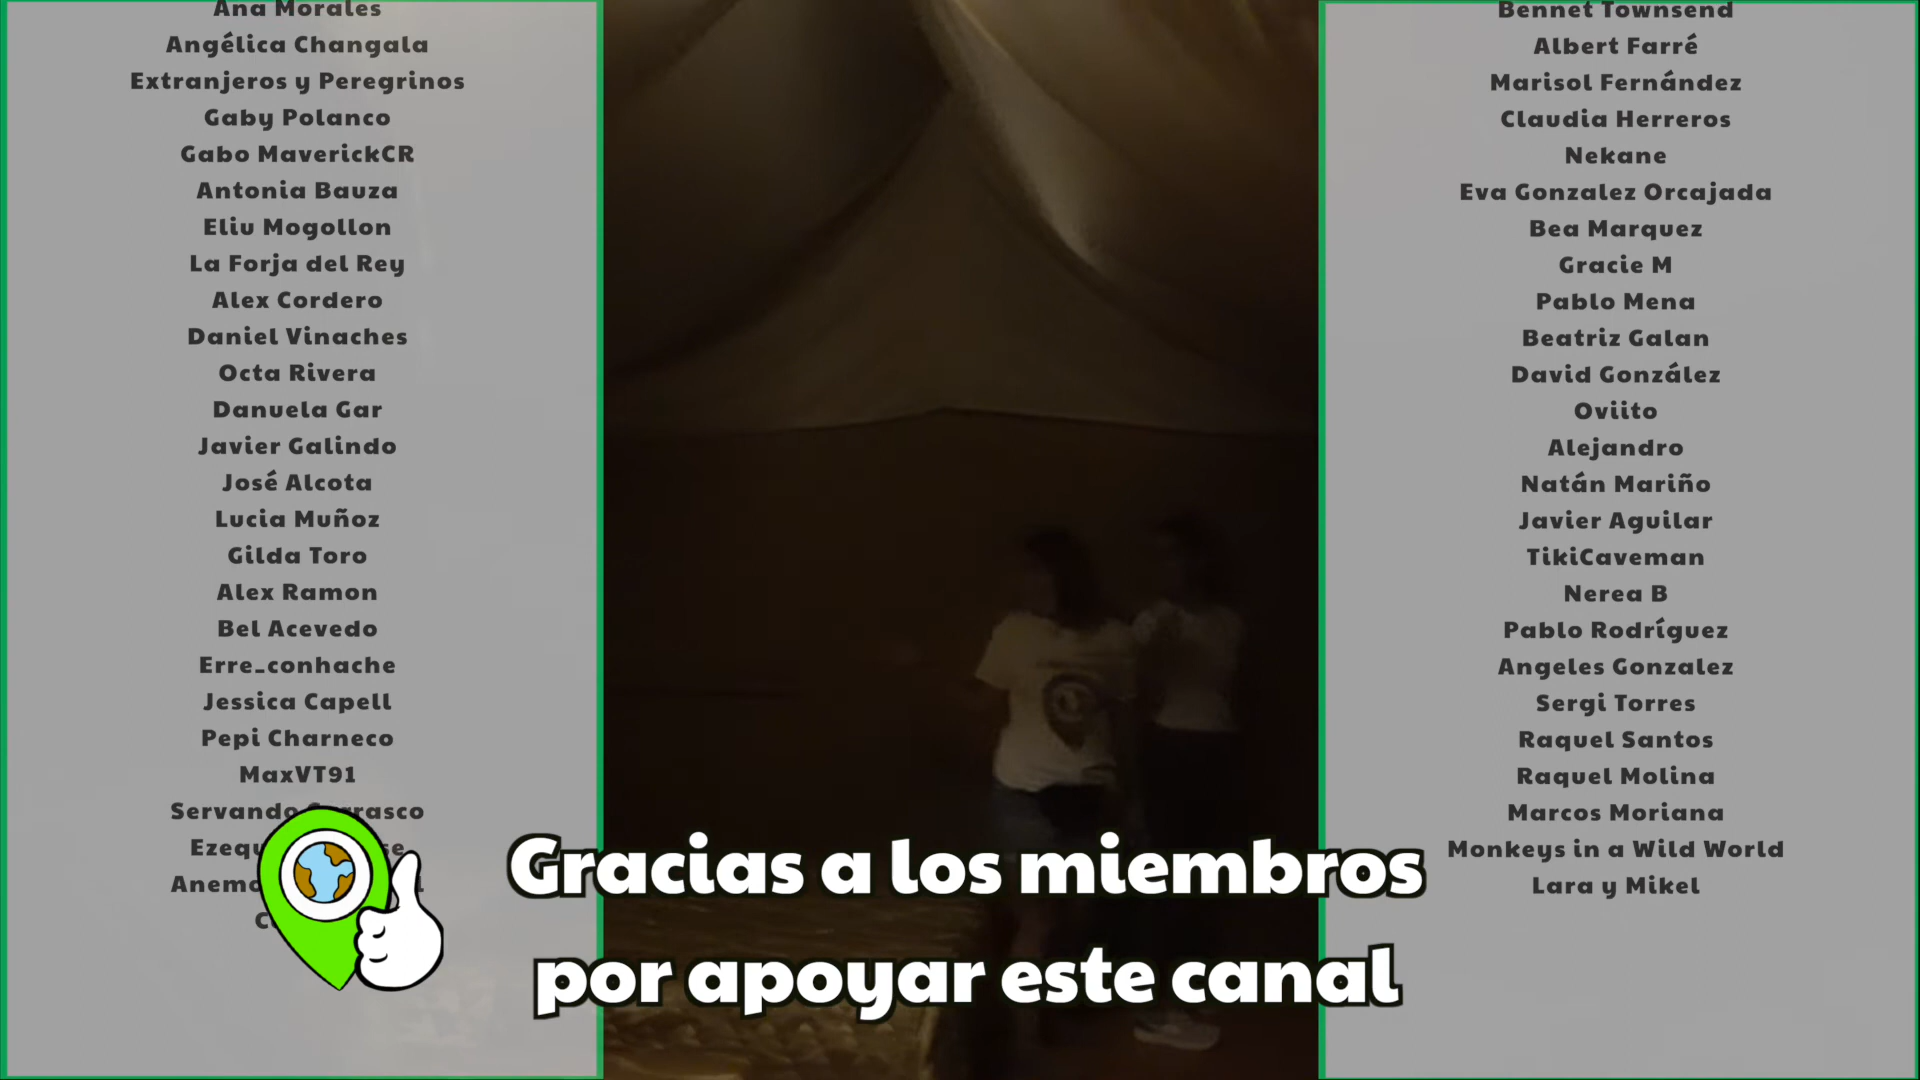 Ana Morales
Angélica Changala
Extranjeros y Peregrinos
Gaby Polanco
Gabo MaverickCR
Antonia Bauza
Eliu Mogollon
La Forja del Rey
Alex Cordero
Daniel Vinaches
Octa Rivera
Danuela Gar
Javier Galindo
José Alcota
Lucia Muñoz
Gilda Toro
Alex Ramon
Bel Acevedo
Erre_conhache
Jessica Capell
Pepi Charneco
MaxVT91
Servando
Bennet Townsend
Albert Farré
Marisol Fernández
Claudia Herreros
Nekane
Eva Gonzalez Orcajada
Bea Marquez
Gracie M
Pablo Mena
Beatriz Galan
David González
Oviito
Alejandro
Natán Mariño
Javier Aguilar
TikiCaveman
Nerea B
Pablo Rodríguez
Angeles Gonzalez
Sergi Torres
Raquel Santos
Raquel Molina
Marcos Moriana
Monkeys in a Wild World
Lara y Mikel
Gracias a los miembros
por apoyar este canal